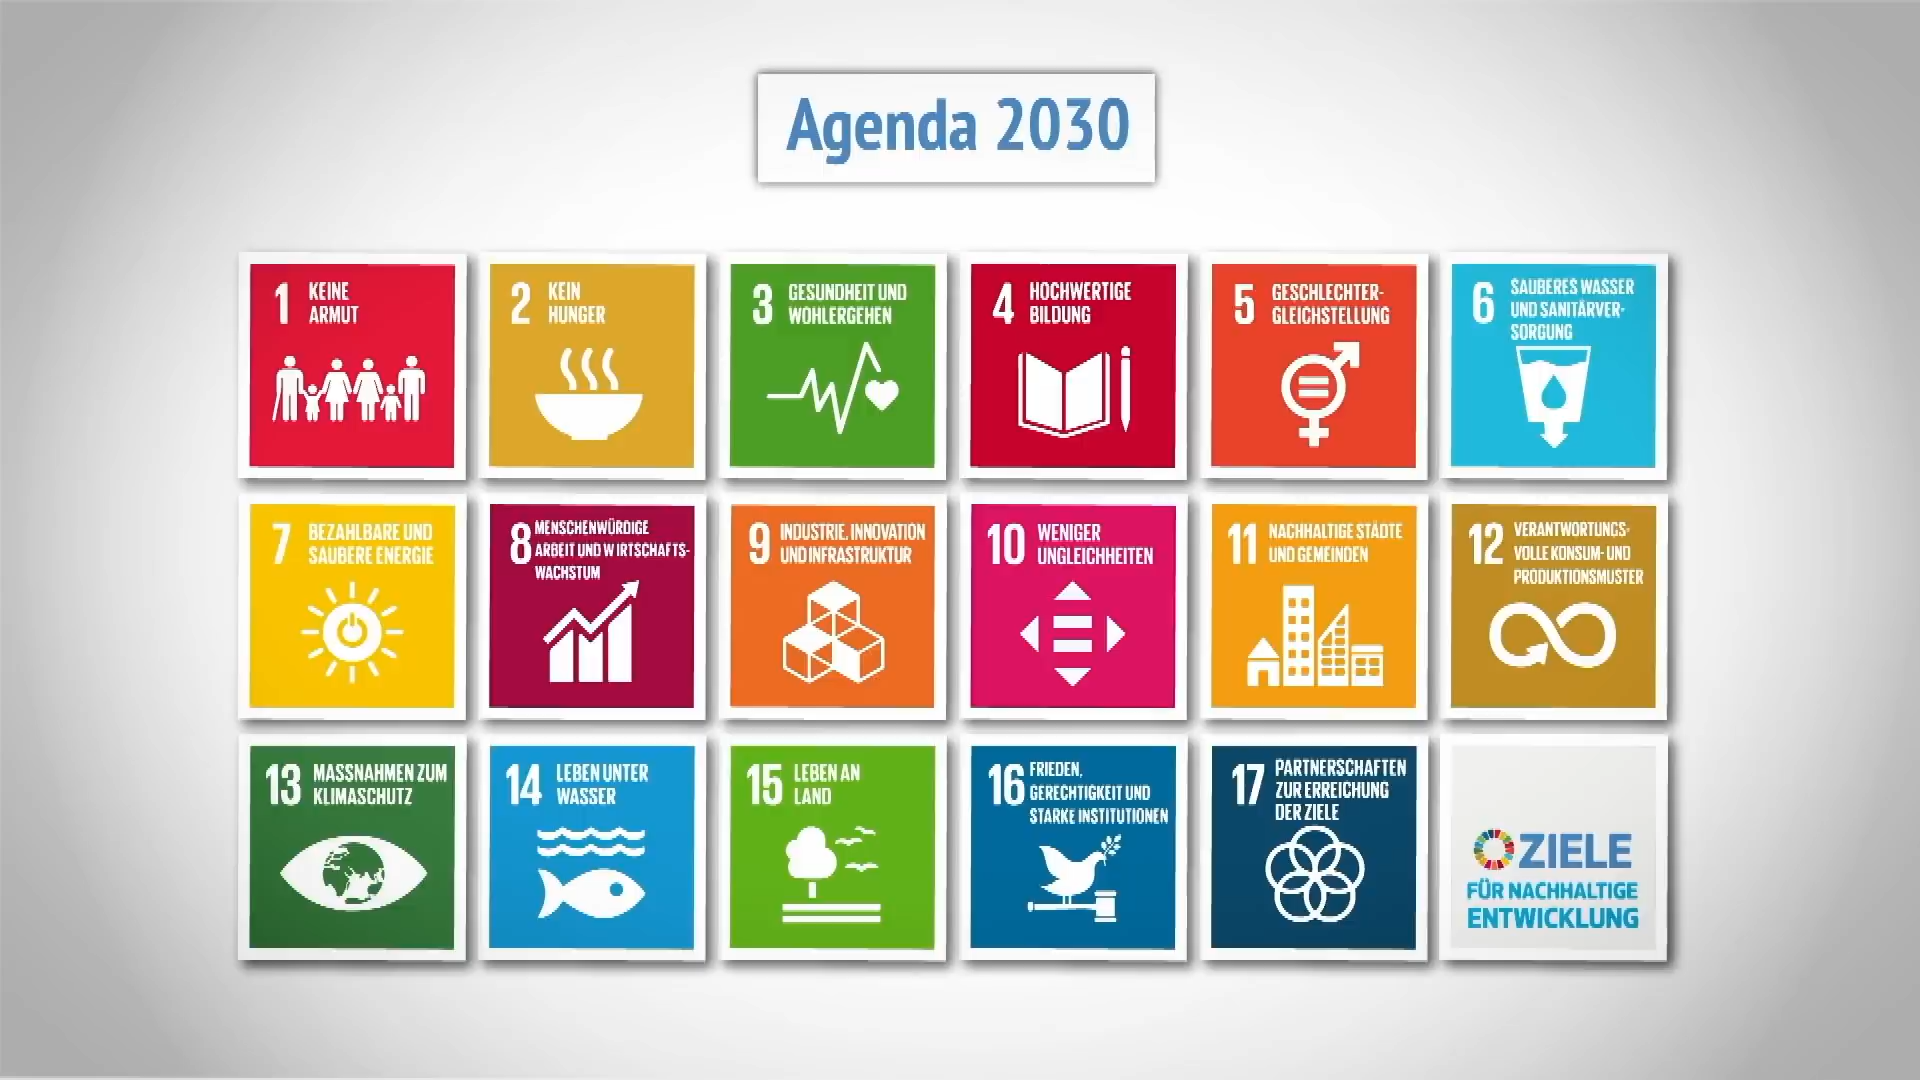 Agenda 2030
1 KEINE
ARMUT
2 KEIN
HUNGER
3 GESUNDHEIT UND
WOHLERGEHEN
4 HOCHWERTIGE
BILDUNG
5 GESCHLECHTER-
GLEICHSTELLUNG
6 SAUBERES WASSER
UND SANITÄRVER-
SORGUNG
7 BEZAHLBARE UND
SAUBERE ENERGIE
8 MENSCHENWÜRDIGE
ARBEIT UND WIRTSCHAFTS-
WACHSTUM
9 INDUSTRIE, INNOVATION
UND INFRASTRUKTUR
10 WENIGER
UNGLEICHHEITEN
11 NACHHALTIGE STÄDTE
UND GEMEINDEN
12 VERANTWORTUNGS-
VOLLE KONSUM- UND
PRODUKTIONSMUSTER
13 MASSNAHMEN ZUM
KLIMASCHUTZ
14 LEBEN UNTER
WASSER
15 LEBEN AN
LAND
16 FRIEDEN,
GERECHTIGKEIT UND
STARKE INSTITUTIONEN
17 PARTNERSCHAFTEN
ZUR ERREICHUNG
DER ZIELE
ZIELE
FÜR NACHHALTIGE
ENTWICKLUNG